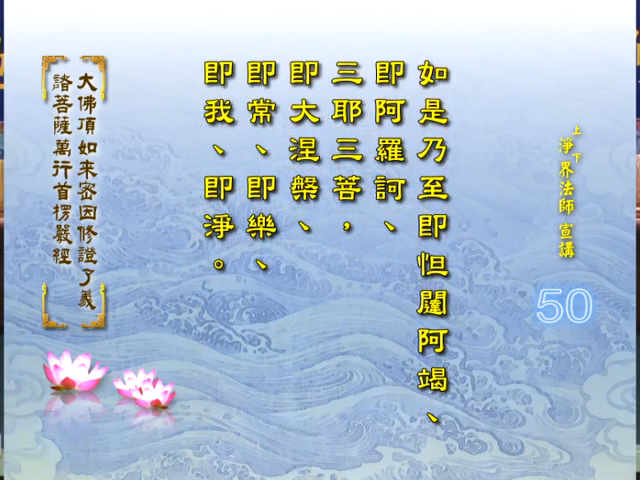 上淨下界法師 宣講
50
如是乃至即怛闥阿竭、
即阿羅訶、
三耶三菩，
即大涅槃、
即常、即樂、
即我、即淨。
大佛頂如來密因修證了義
諸菩薩萬行首楞嚴經